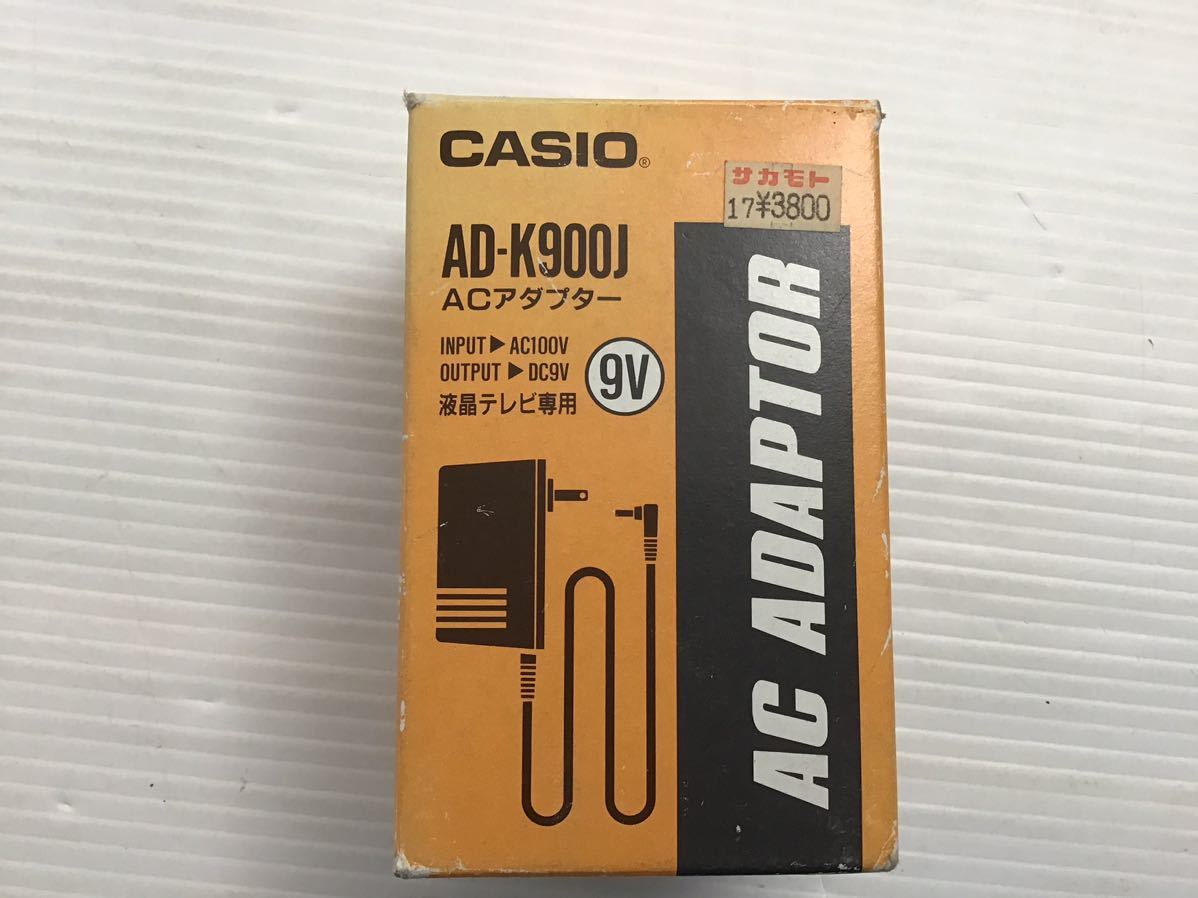 CASIO®
サカモト
17¥3800
AD-K900J
ACアダプター
INPUT▶AC100V
OUTPUT▶DC9V
9V
液晶テレビ専用
AC ADAPTOR